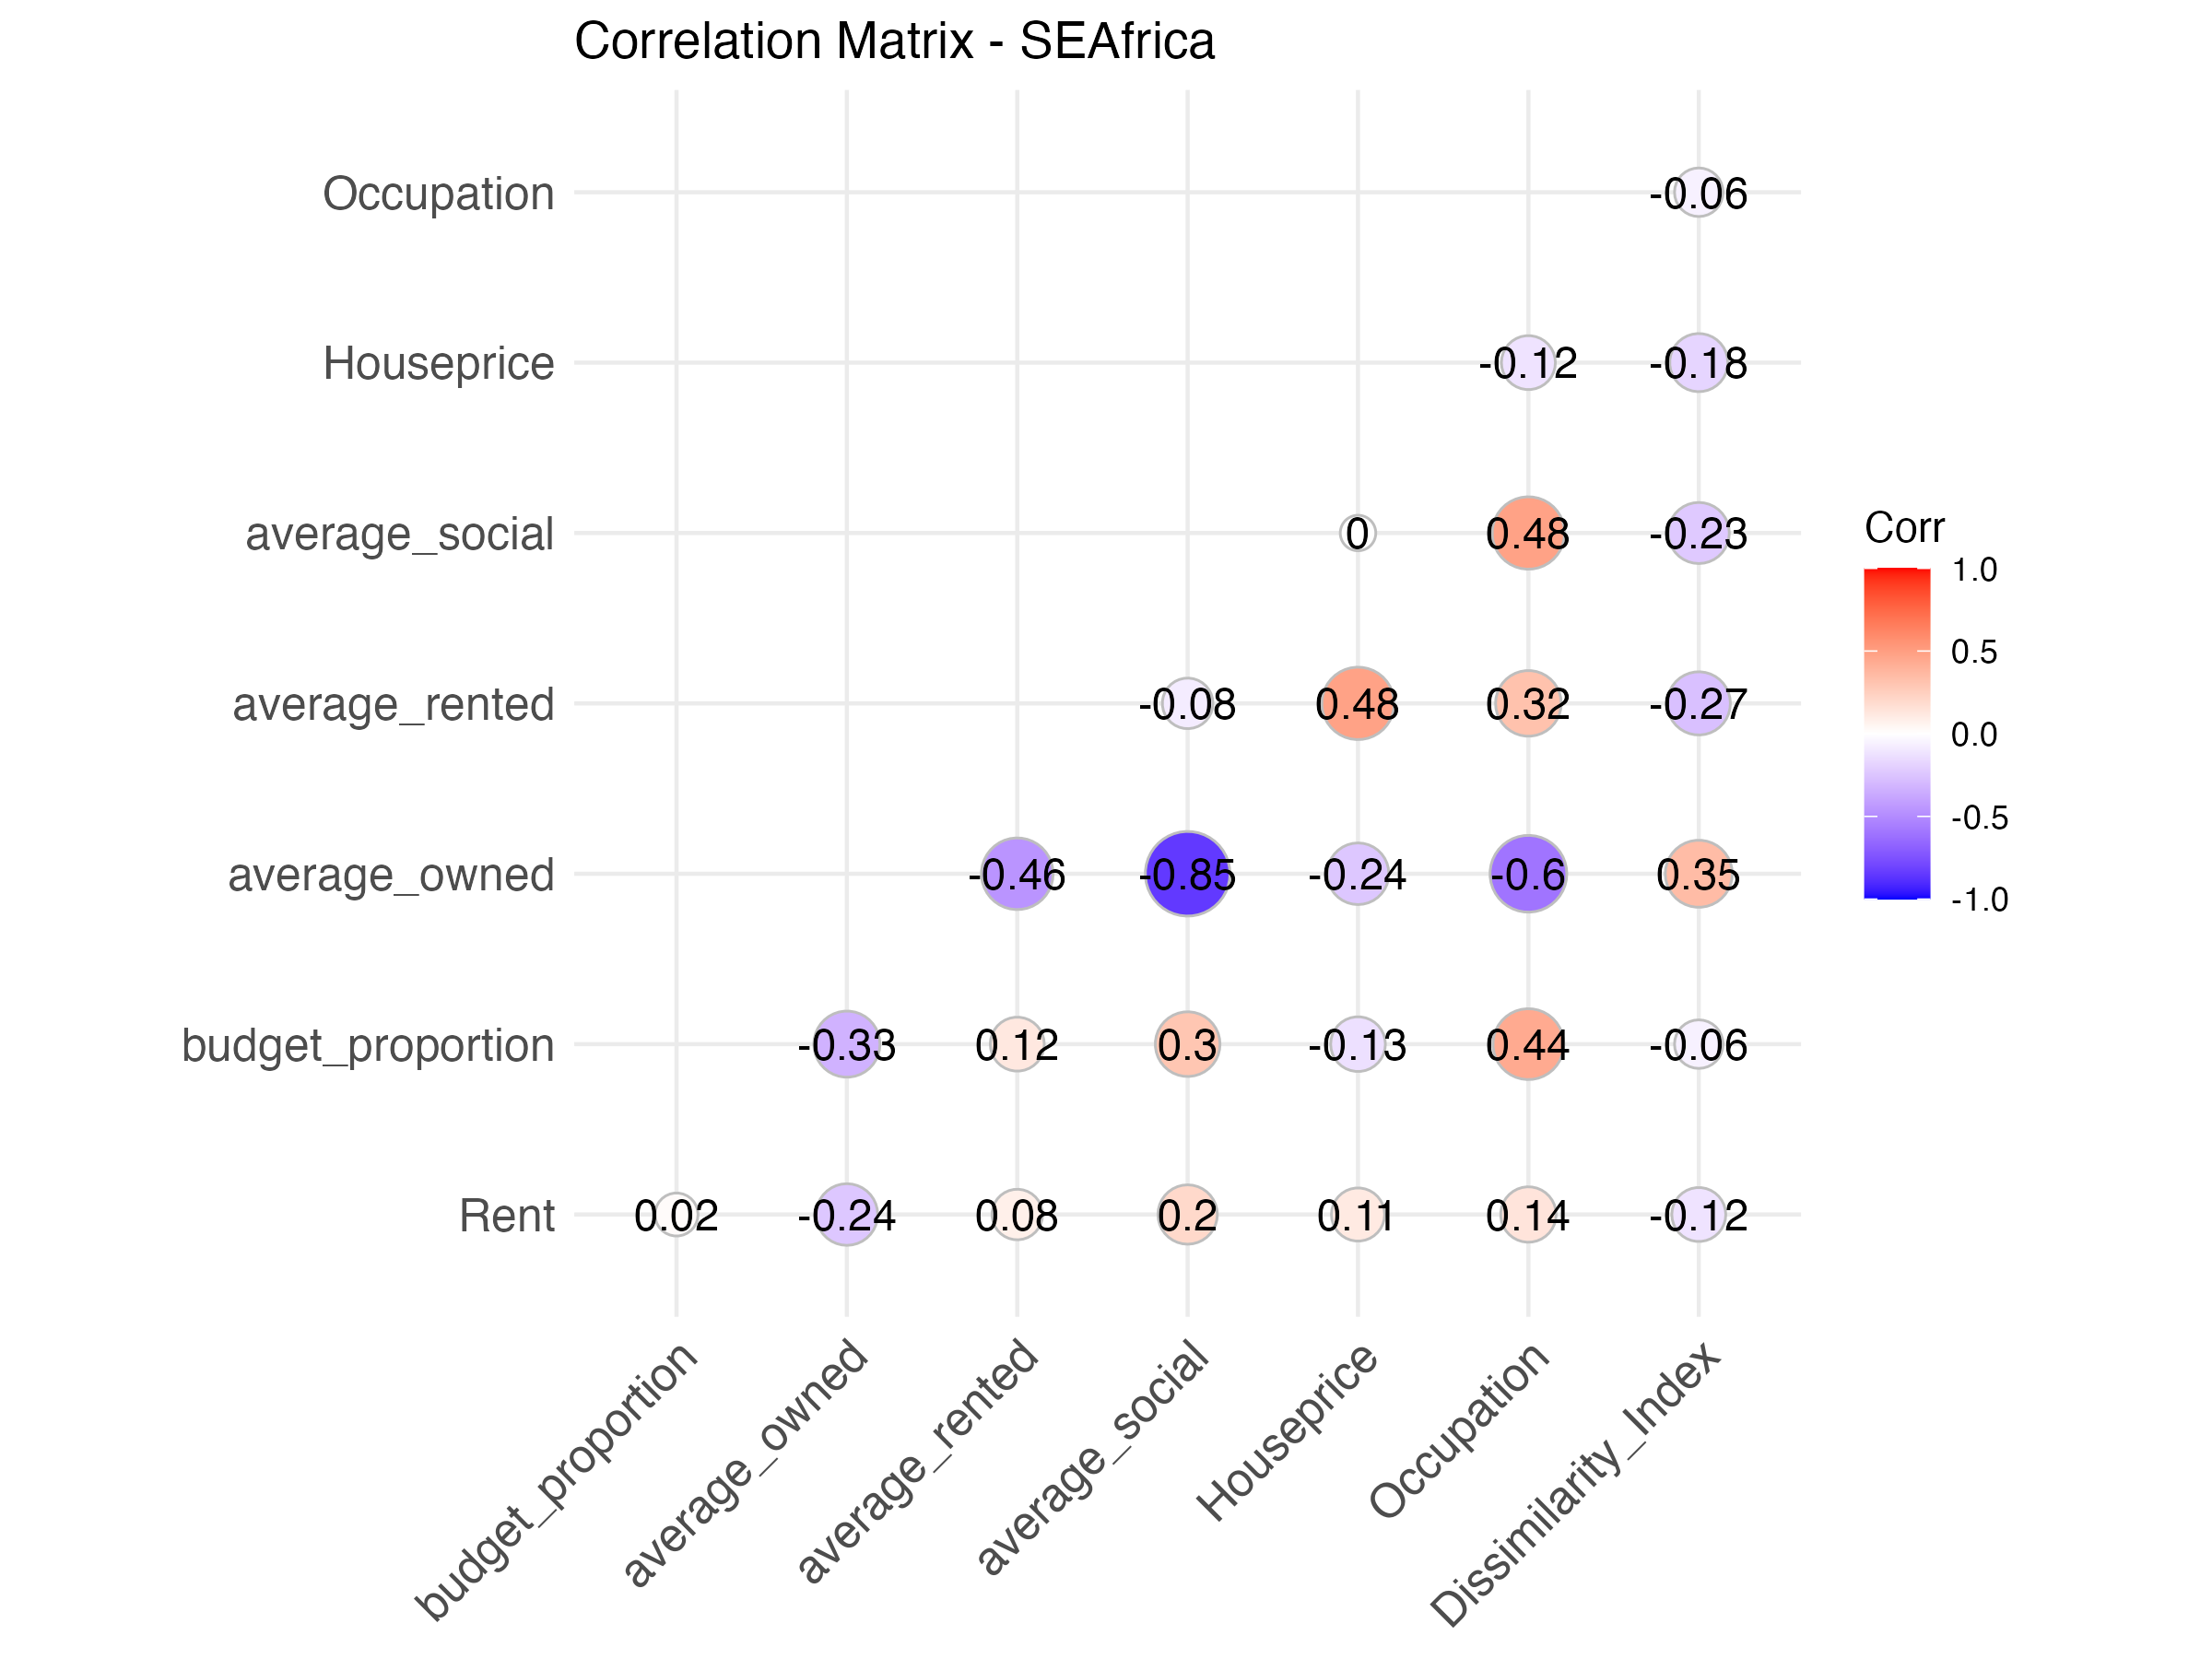 Correlation Matrix - SEAfrica
Occupation -0.06
Houseprice -0.12 -0.18
average_social 0 0.48 -0.23
average_rented -0.08 0.48 0.32 -0.27
average_owned -0.46 -0.85 -0.24 -0.6 0.35
budget_proportion -0.33 0.12 0.3 -0.13 0.44 -0.06
Rent 0.02 -0.24 0.08 0.2 0.11 0.14 -0.12
budget_proportion
average_owned
average_rented
average_social
Houseprice
Occupation
Dissimilarity_Index
Corr
1.0
0.5
0.0
-0.5
-1.0